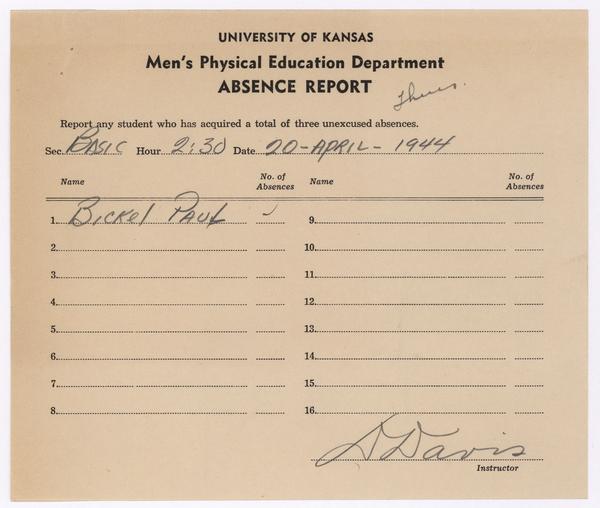 UNIVERSITY OF KANSAS
Men's Physical Education Department
ABSENCE REPORT
Thurs.
Report any student who has acquired a total of three unexcused absences.
Sec. BASIC Hour 2:30 Date 20-APRIL-1944
Name No. of Absences Name No. of Absences
1. Bickel Paul ✓ 9.
2. 10.
3. 11.
4. 12.
5. 13.
6. 14.
7. 15.
8. 16.
D Davis
Instructor